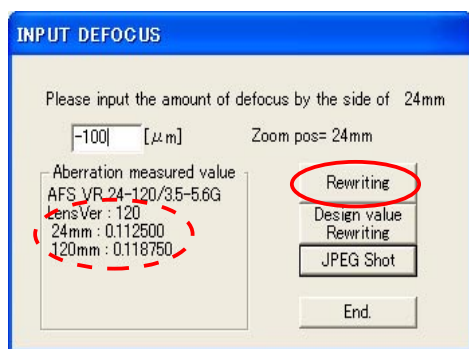 INPUT DEFOCUS
Please input the amount of defocus by the side of 24mm
-100 [μm] Zoom pos= 24mm
Aberration measured value
AFS VR 24-120/3.5-5.6G
LensVer : 120
24mm : 0.112500
120mm : 0.118750
Rewriting
Design value
Rewriting
JPEG Shot
End.